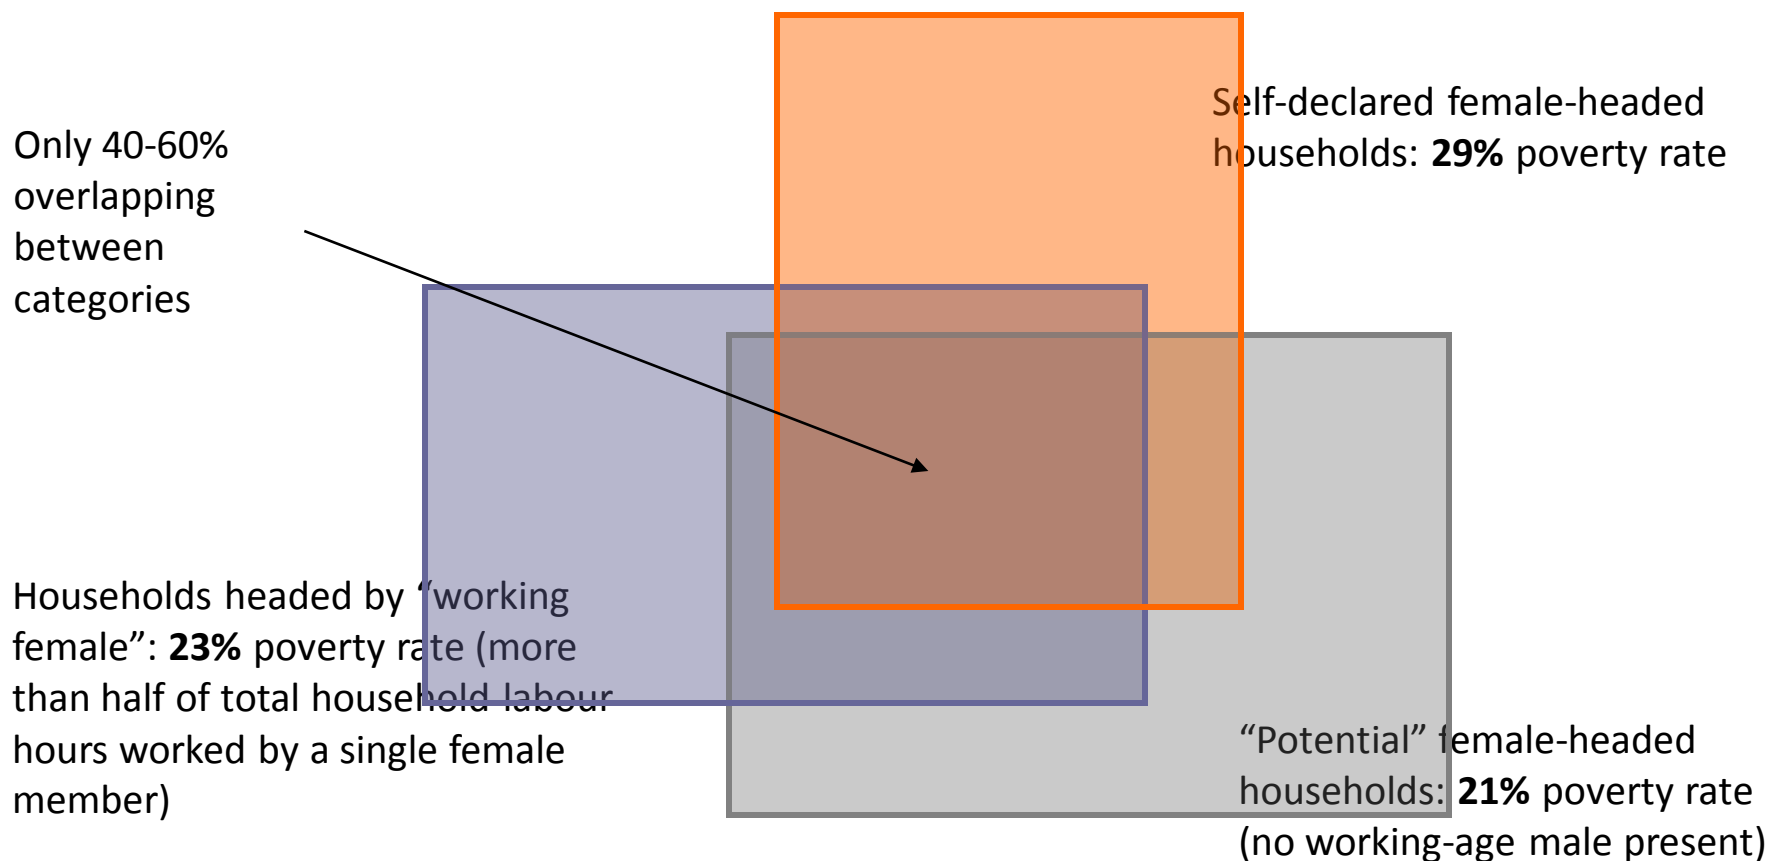 Self-declared female-headed
households: 29% poverty rate
Only 40-60%
overlapping
between
categories
Households headed by “working
female”: 23% poverty rate (more
than half of total household labour
hours worked by a single female
member)
“Potential” female-headed
households: 21% poverty rate
(no working-age male present)